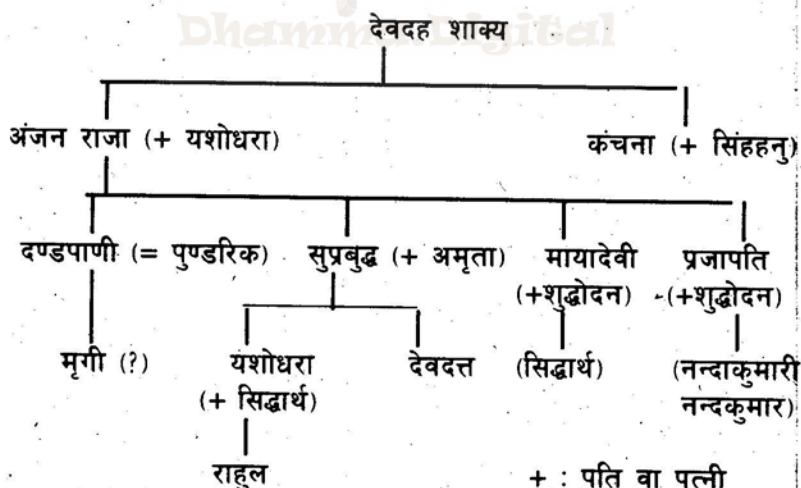 Dhamma.Digital
देवदह शाक्य
अंजन राजा (+ यशोधरा)
कंचना (+ सिंहहनु)
दण्डपाणी (= पुण्डरिक) सुप्रबुद्ध (+ अमृता) मायादेवी प्रजापति
(+शुद्धोदन) (+शुद्धोदन)
मृगी (?) यशोधरा देवदत्त (सिद्धार्थ) (नन्दाकुमारी
(+ सिद्धार्थ) नन्दकुमार)
राहुल + : पति वा पत्नी